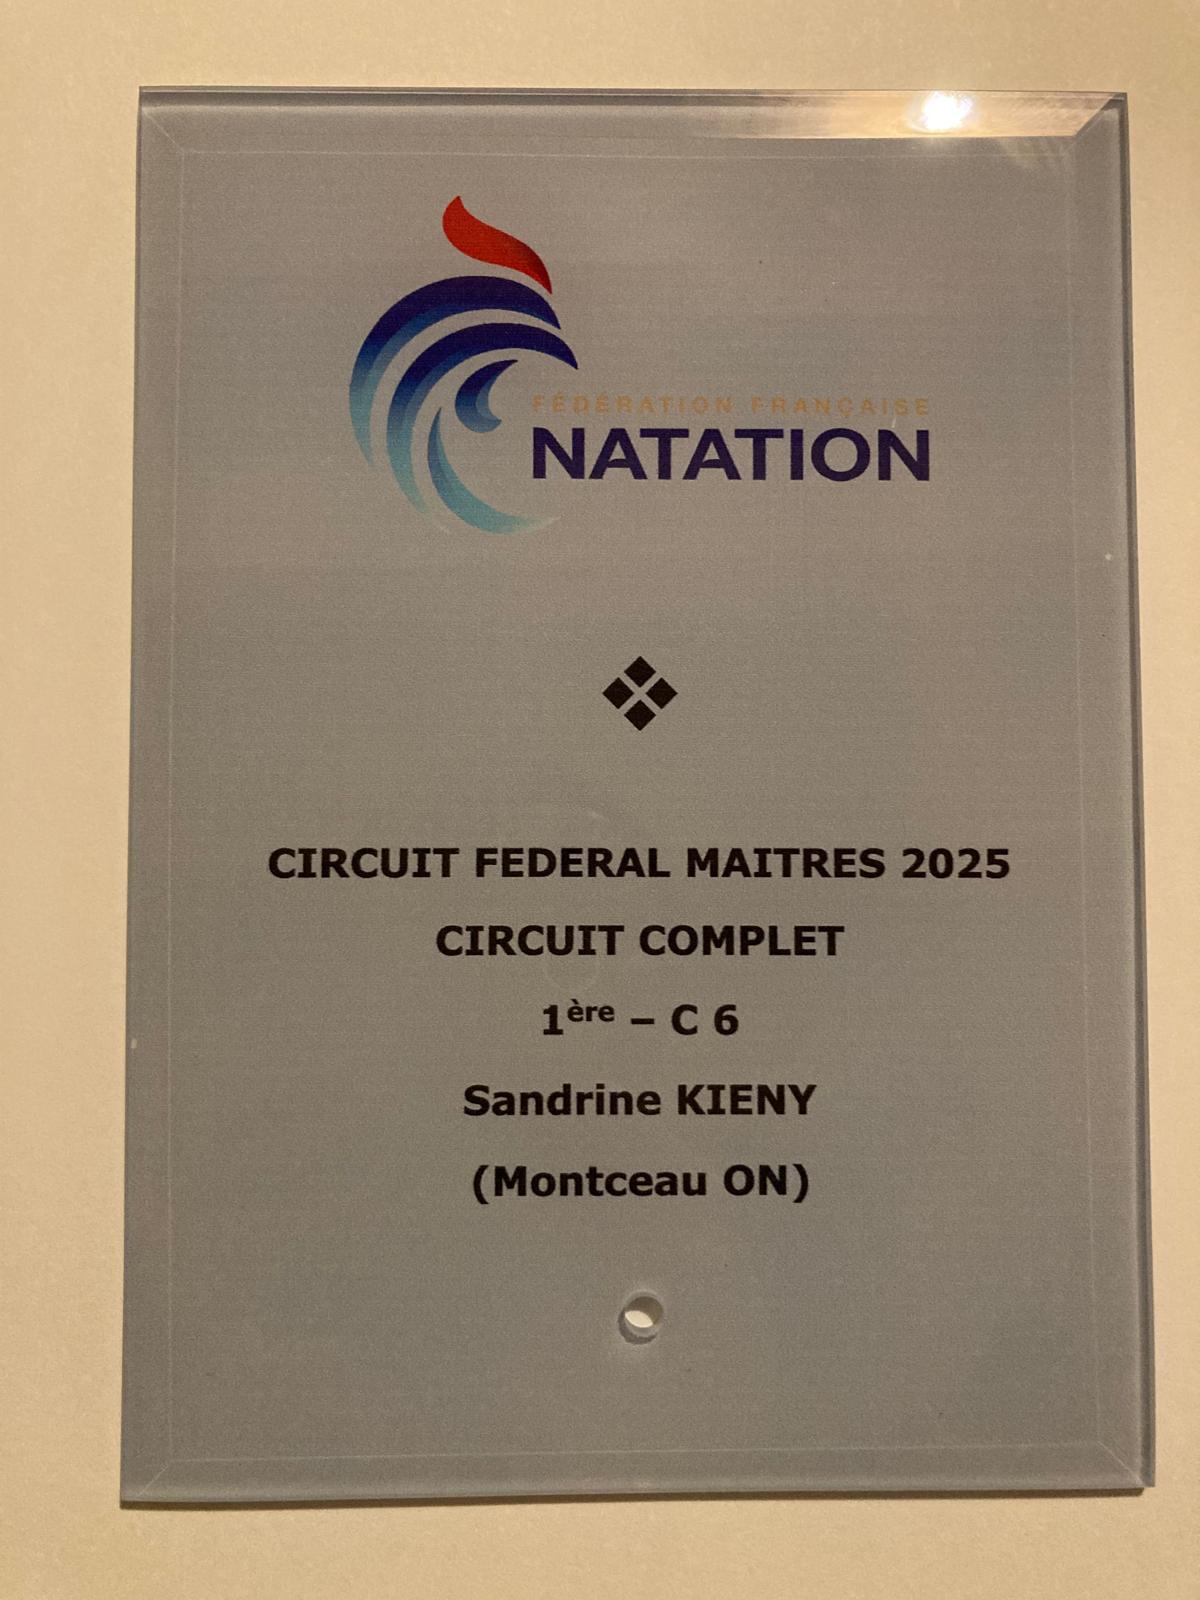 FÉDÉRATION FRANÇAISE
NATATION
CIRCUIT FEDERAL MAITRES 2025
CIRCUIT COMPLET
1ère – C 6
Sandrine KIENY
(Montceau ON)